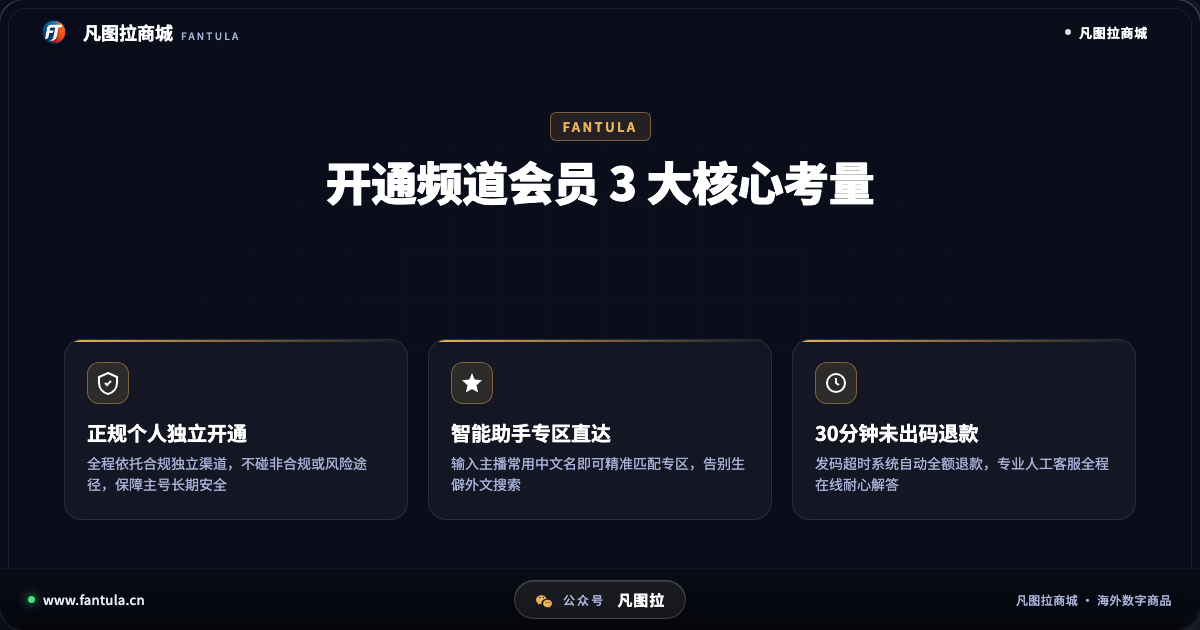 FT 凡图拉商城 FANTULA
凡图拉商城
FANTULA
开通频道会员 3 大核心考量
正规个人独立开通
全程依托合规独立渠道，不碰非合规或风险途
径，保障主号长期安全
智能助手专区直达
输入主播常用中文名即可精准匹配专区，告别生
僻外文搜索
30分钟未出码退款
发码超时系统自动全额退款，专业人工客服全程
在线耐心解答
www.fantula.cn
公众号 凡图拉
凡图拉商城 · 海外数字商品